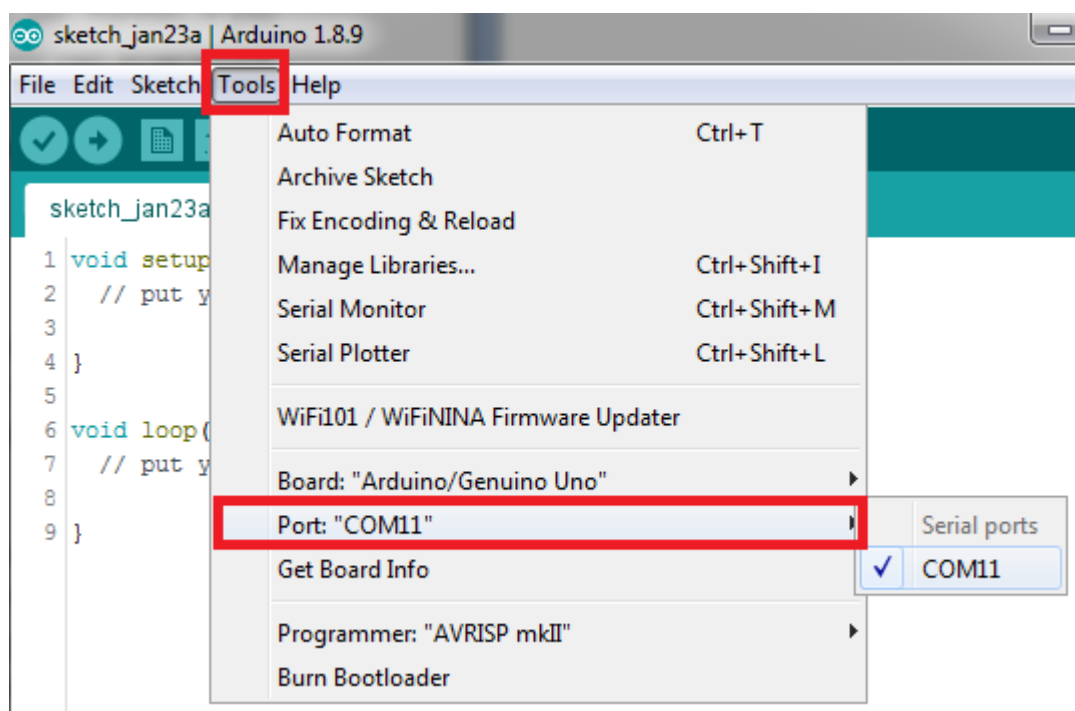 sketch_jan23a | Arduino 1.8.9
File Edit Sketch Tools Help
Auto Format Ctrl+T
Archive Sketch
sketch_jan23a
Fix Encoding & Reload
1 void setup
Manage Libraries... Ctrl+Shift+I
2 // put y
Serial Monitor Ctrl+Shift+M
3
4 }
Serial Plotter Ctrl+Shift+L
5
6 void loop(
WiFi101 / WiFiNINA Firmware Updater
7 // put y
Board: "Arduino/Genuino Uno"
8
9 }
Port: "COM11"
Serial ports
Get Board Info
COM11
Programmer: "AVRISP mkII"
Burn Bootloader